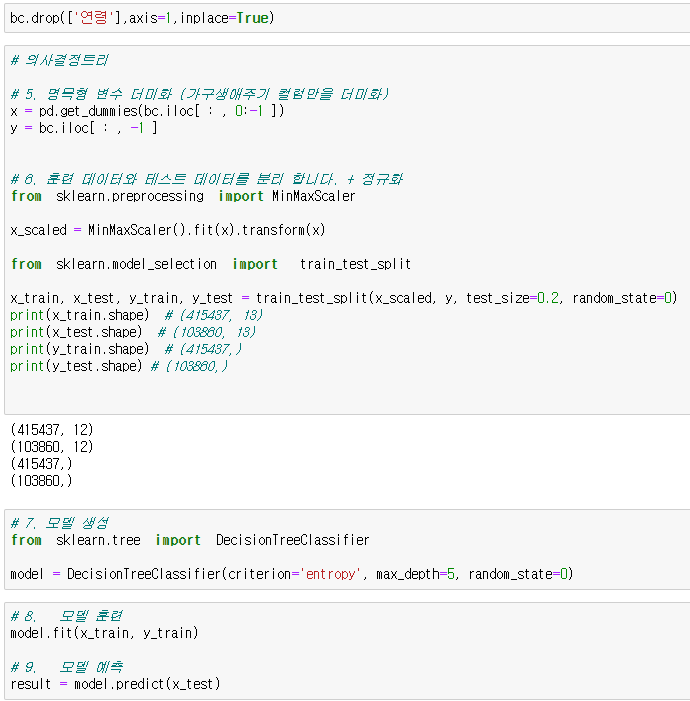 bc.drop(['연령'],axis=1,inplace=True)
# 의사결정트리
# 5. 명목형 변수 더미화 (가구생애주기 컬럼만을 더미화)
x = pd.get_dummies(bc.iloc[ : , 0:-1 ])
y = bc.iloc[ : , -1 ]
# 6. 훈련 데이터와 테스트 데이터를 분리 합니다. + 정규화
from sklearn.preprocessing import MinMaxScaler
x_scaled = MinMaxScaler().fit(x).transform(x)
from sklearn.model_selection import train_test_split
x_train, x_test, y_train, y_test = train_test_split(x_scaled, y, test_size=0.2, random_state=0)
print(x_train.shape) # (415437, 13)
print(x_test.shape) # (103860, 13)
print(y_train.shape) # (415437,)
print(y_test.shape) # (103860,)
(415437, 12)
(103860, 12)
(415437,)
(103860,)
# 7. 모델 생성
from sklearn.tree import DecisionTreeClassifier
model = DecisionTreeClassifier(criterion='entropy', max_depth=5, random_state=0)
# 8. 모델 훈련
model.fit(x_train, y_train)
# 9. 모델 예측
result = model.predict(x_test)